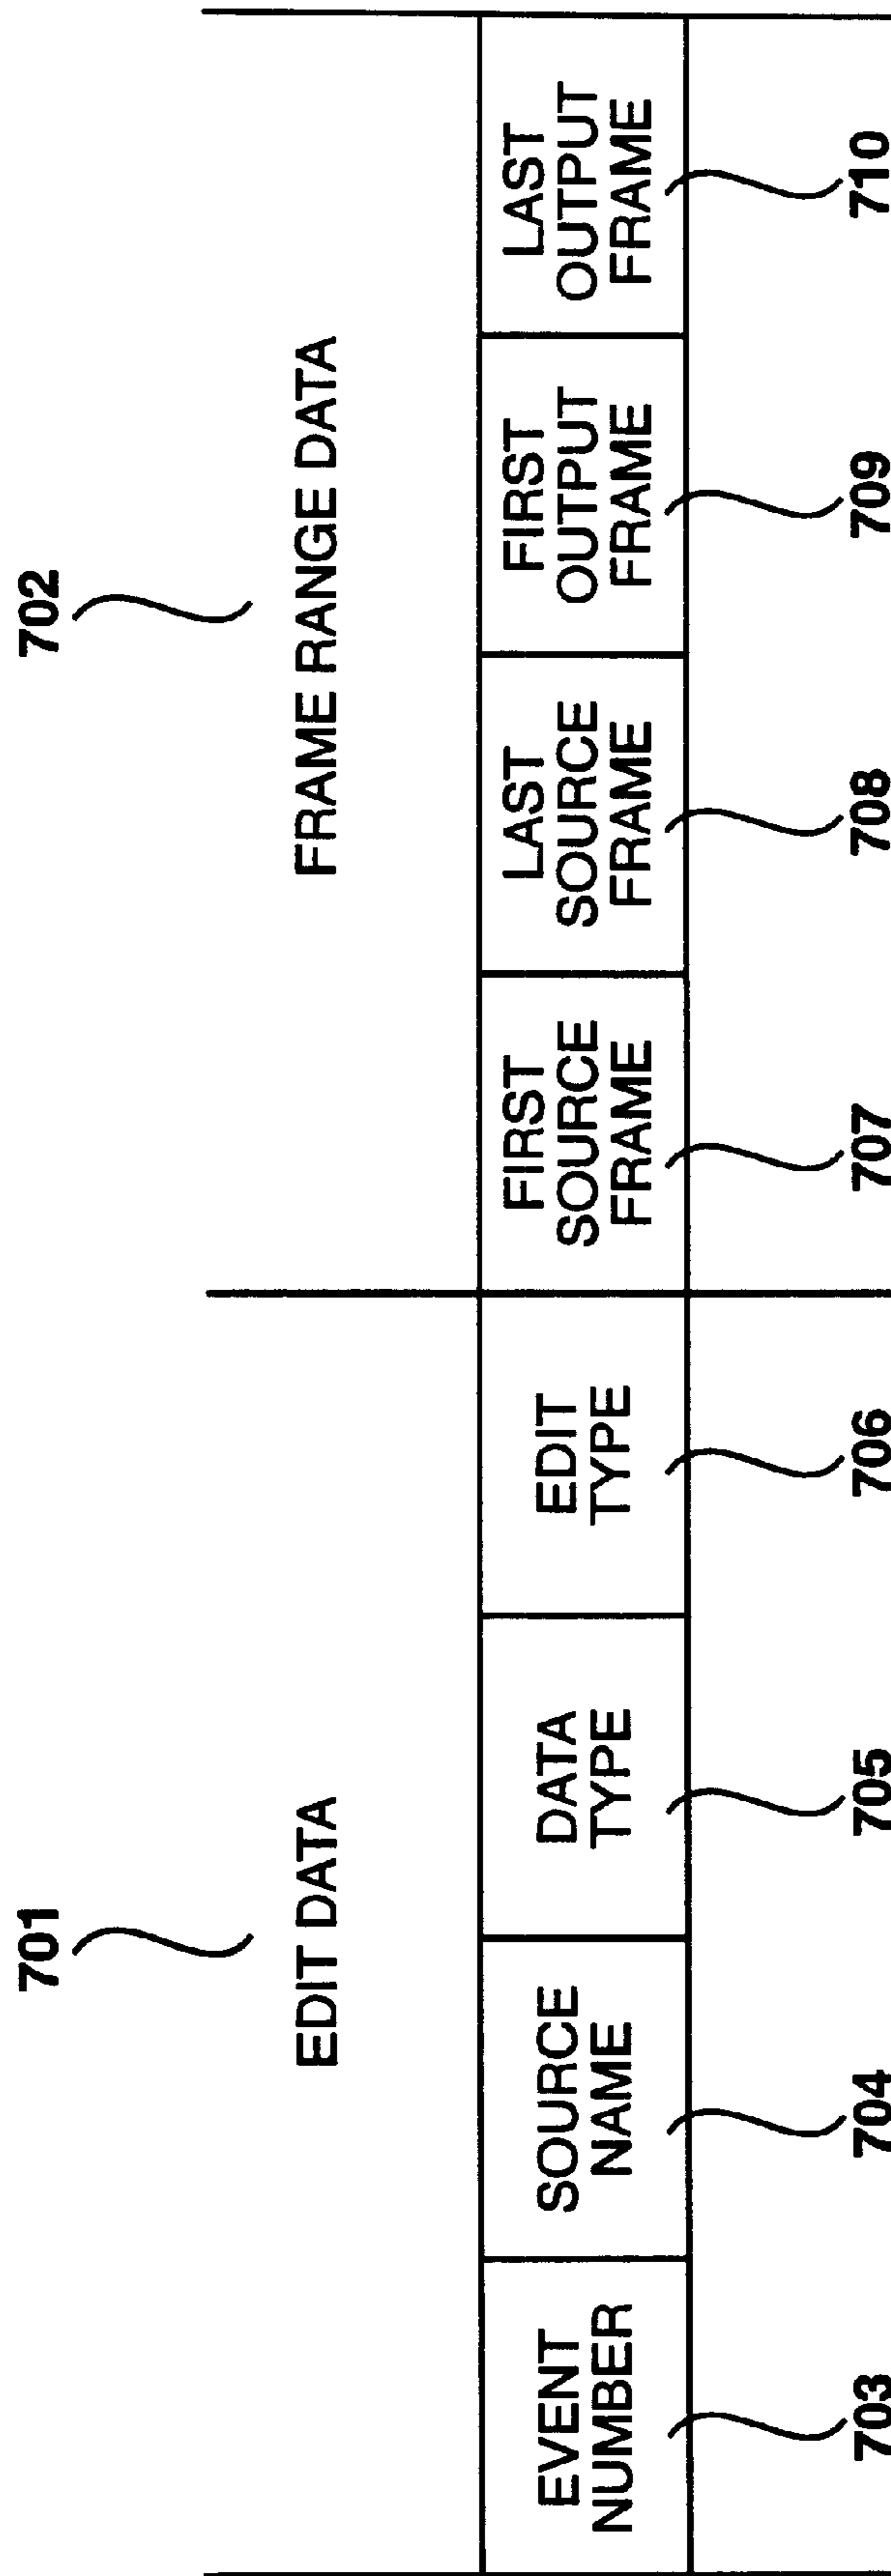 701
702
EDIT DATA
FRAME RANGE DATA
EVENT
NUMBER
SOURCE
NAME
DATA
TYPE
EDIT
TYPE
FIRST
SOURCE
FRAME
LAST
SOURCE
FRAME
FIRST
OUTPUT
FRAME
LAST
OUTPUT
FRAME
703
704
705
706
707
708
709
710